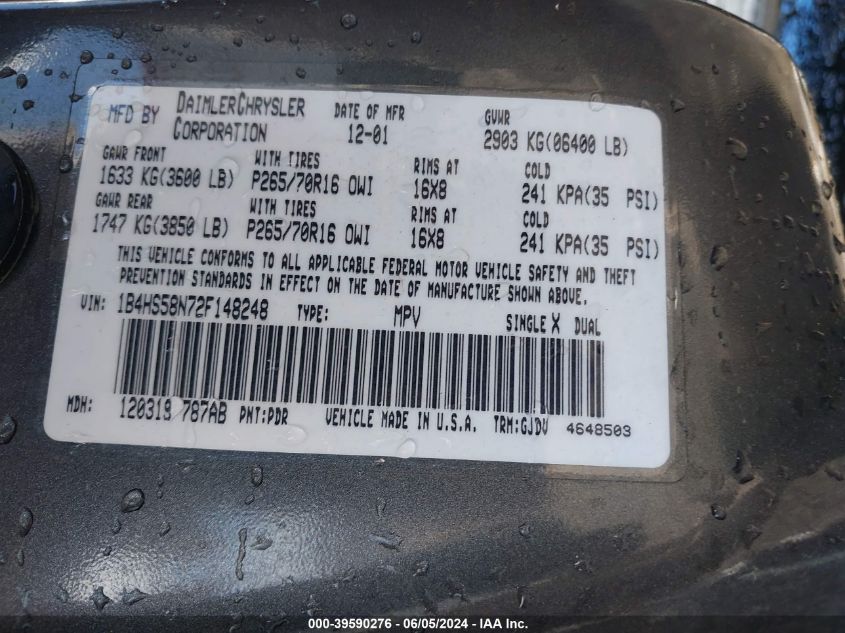 MFD BY DAIMLERCHRYSLER CORPORATION DATE OF MFR 12-01 GVWR 2903 KG(06400 LB)
GAWR FRONT WITH TIRES RIMS AT COLD
1633 KG(3600 LB) P265/70R16 OWI 16X8 241 KPA(35 PSI)
GAWR REAR WITH TIRES RIMS AT COLD
1747 KG(3850 LB) P265/70R16 OWI 16X8 241 KPA(35 PSI)
THIS VEHICLE CONFORMS TO ALL APPLICABLE FEDERAL MOTOR VEHICLE SAFETY AND THEFT
PREVENTION STANDARDS IN EFFECT ON THE DATE OF MANUFACTURE SHOWN ABOVE.
VIN: 1B4HS58N72F148248 TYPE: MPV SINGLE X DUAL
MDH: 120319 787AB PNT:PDR VEHICLE MADE IN U.S.A. TRM:GJDV 4648503
000-39590276 - 06/05/2024 - IAA Inc.